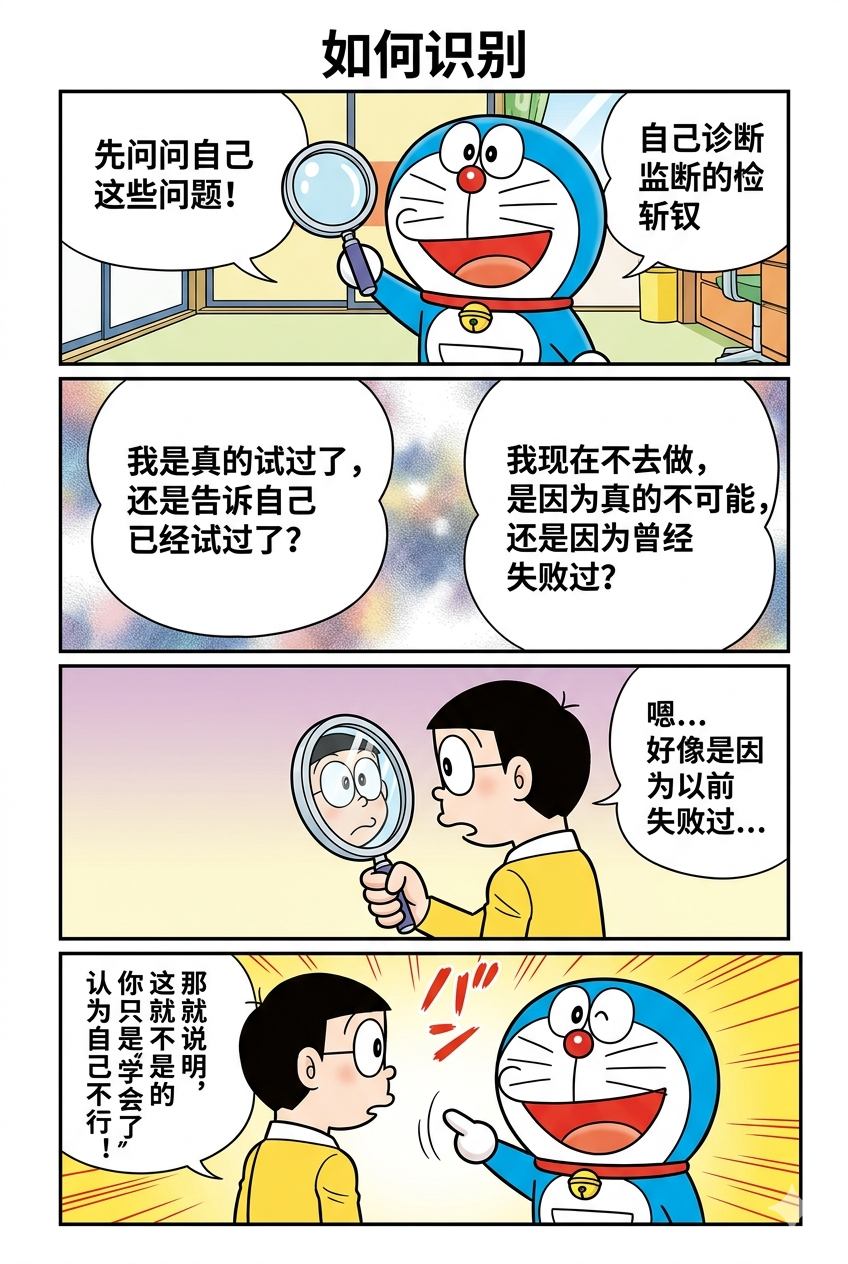 如何识别
先问问自己
这些问题！
自己诊断
监断的检
斩钗
我是真的试过了，
还是告诉自己
已经试过了？
我现在不去做，
是因为真的不可能，
还是因为曾经
失败过？
嗯…
好像是因
为以前
失败过…
那就说明，
这就不是的
你只是“学会了”
认为自己不行！
バ